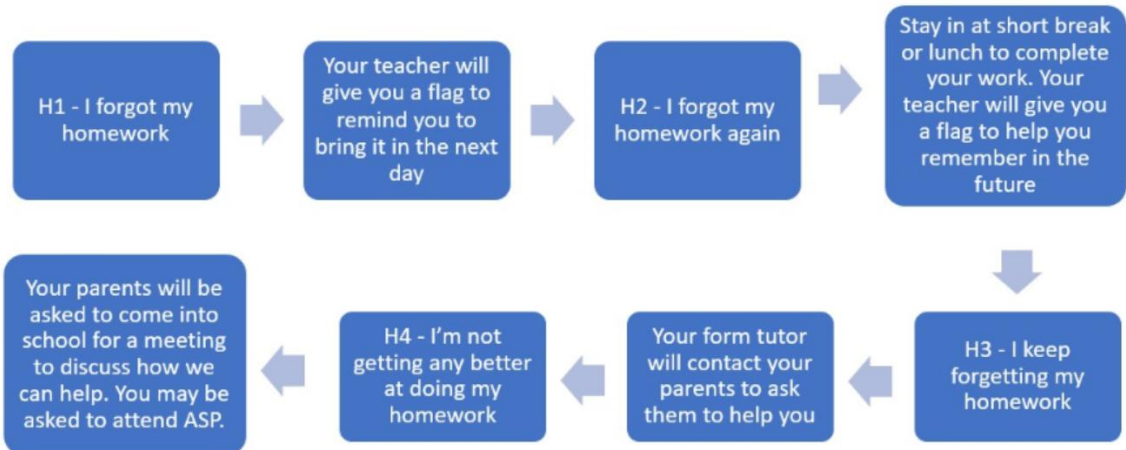 H1 - I forgot my
homework
Your teacher will
give you a flag to
remind you to
bring it in the next
day
H2 - I forgot my
homework again
Stay in at short break
or lunch to complete
your work. Your
teacher will give you
a flag to help you
remember in the
future
H3 - I keep
forgetting my
homework
Your form tutor
will contact your
parents to ask
them to help you
H4 - I'm not
getting any better
at doing my
homework
Your parents will be
asked to come into
school for a meeting
to discuss how we
can help. You may be
asked to attend ASP.